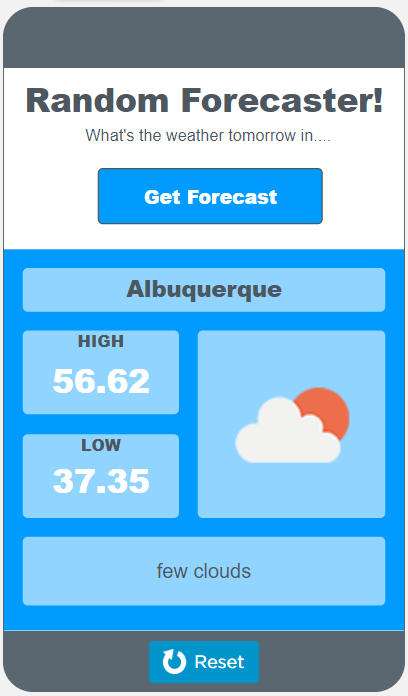 Random Forecaster!
What's the weather tomorrow in....
Get Forecast
Albuquerque
HIGH
56.62
LOW
37.35
few clouds
Reset